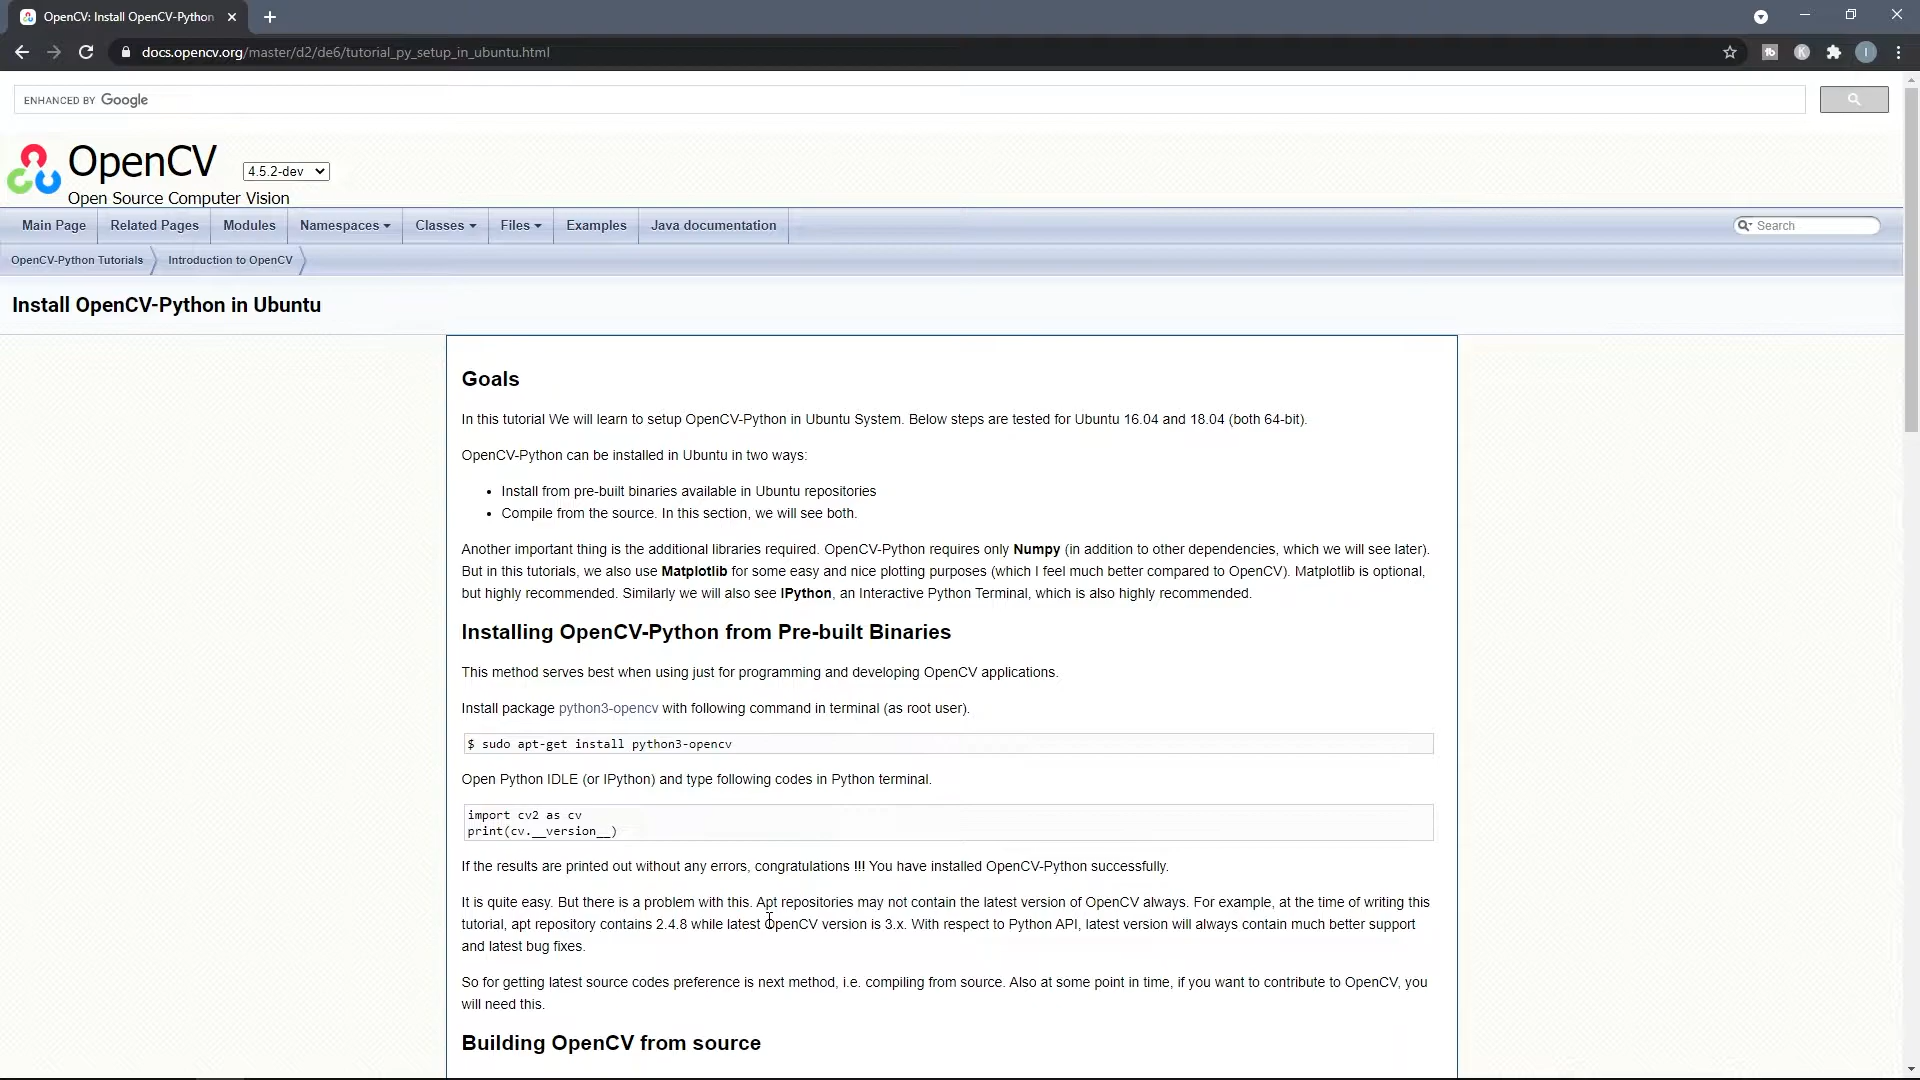 OpenCV: Install OpenCV-Python
docs.opencv.org/master/d2/de6/tutorial_py_setup_in_ubuntu.html
ENHANCED BY Google
OpenCV 4.5.2-dev
Open Source Computer Vision
Main Page Related Pages Modules Namespaces Classes Files Examples Java documentation Search
OpenCV-Python Tutorials Introduction to OpenCV
Install OpenCV-Python in Ubuntu
Goals
In this tutorial We will learn to setup OpenCV-Python in Ubuntu System. Below steps are tested for Ubuntu 16.04 and 18.04 (both 64-bit).
OpenCV-Python can be installed in Ubuntu in two ways:
• Install from pre-built binaries available in Ubuntu repositories
• Compile from the source. In this section, we will see both.
Another important thing is the additional libraries required. OpenCV-Python requires only Numpy (in addition to other dependencies, which we will see later).
But in this tutorials, we also use Matplotlib for some easy and nice plotting purposes (which I feel much better compared to OpenCV). Matplotlib is optional,
but highly recommended. Similarly we will also see IPython, an Interactive Python Terminal, which is also highly recommended.
Installing OpenCV-Python from Pre-built Binaries
This method serves best when using just for programming and developing OpenCV applications.
Install package python3-opencv with following command in terminal (as root user).
$ sudo apt-get install python3-opencv
Open Python IDLE (or IPython) and type following codes in Python terminal.
import cv2 as cv
print(cv.__version__)
If the results are printed out without any errors, congratulations !!! You have installed OpenCV-Python successfully.
It is quite easy. But there is a problem with this. Apt repositories may not contain the latest version of OpenCV always. For example, at the time of writing this
tutorial, apt repository contains 2.4.8 while latest OpenCV version is 3.x. With respect to Python API, latest version will always contain much better support
and latest bug fixes.
So for getting latest source codes preference is next method, i.e. compiling from source. Also at some point in time, if you want to contribute to OpenCV, you
will need this.
Building OpenCV from source